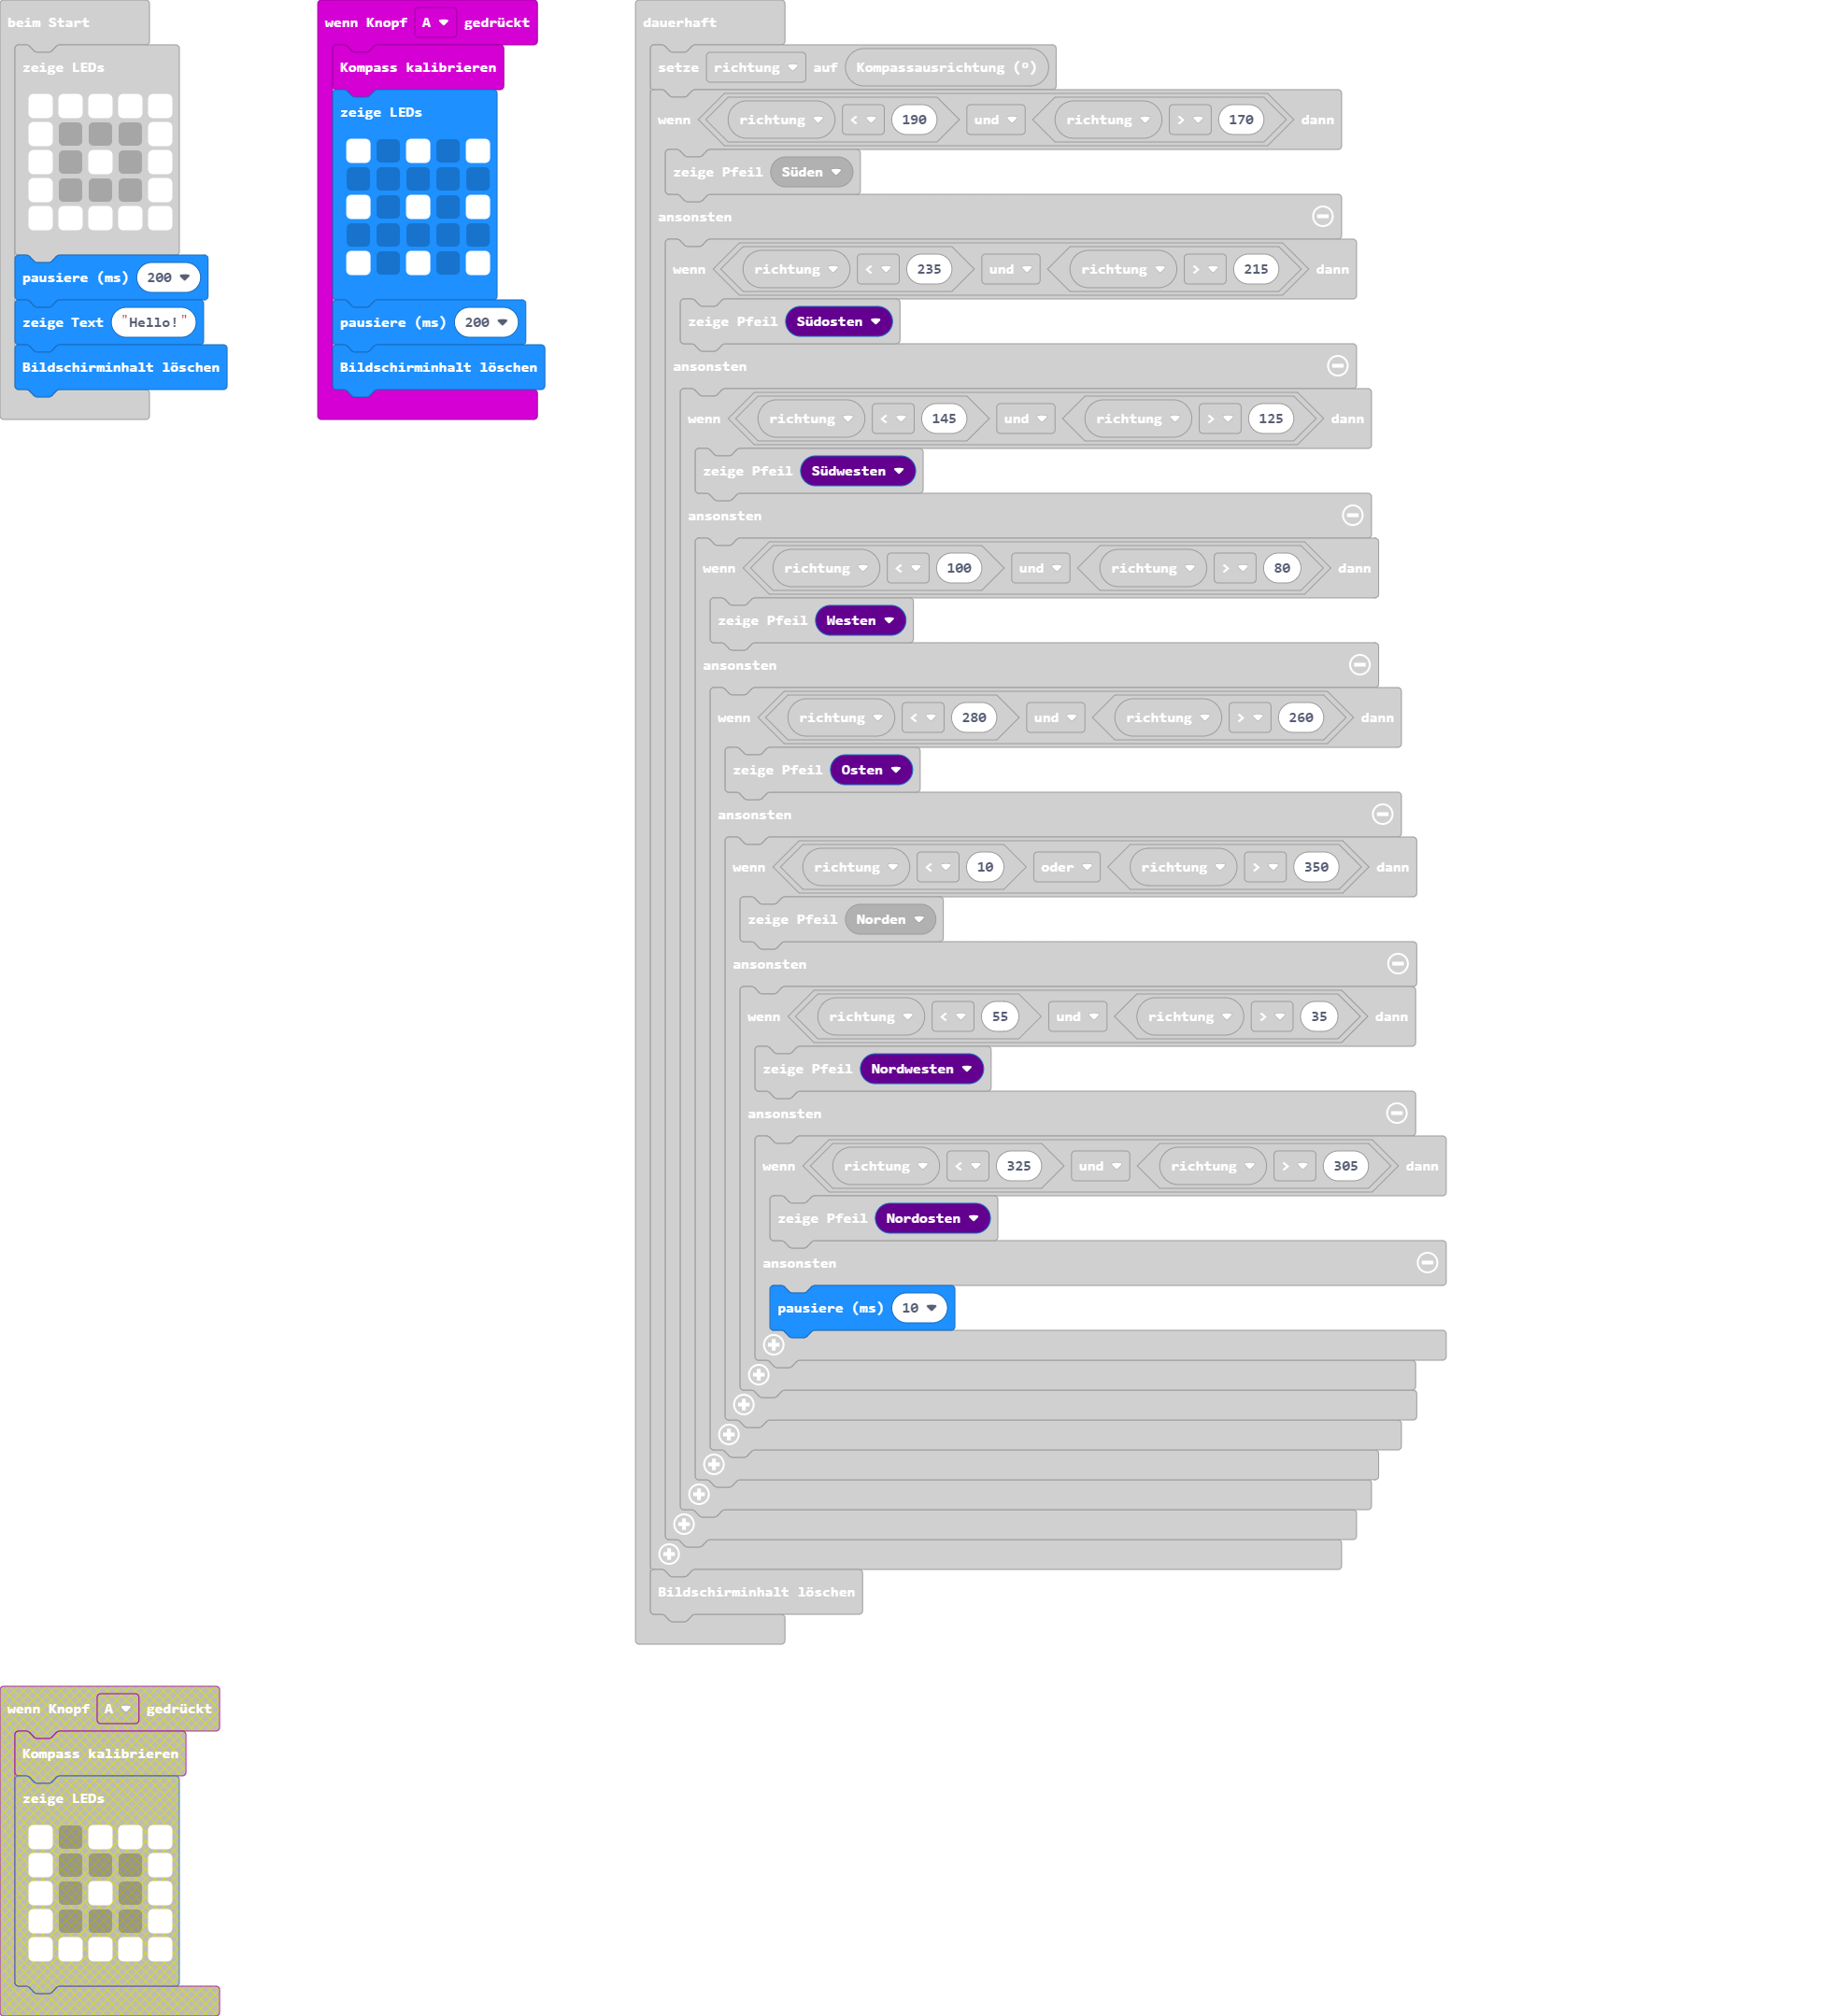 beim Start
zeige LEDs
pausiere (ms) 200
zeige Text "Hello!"
Bildschirminhalt löschen
wenn Knopf A gedrückt
Kompass kalibrieren
zeige LEDs
pausiere (ms) 200
Bildschirminhalt löschen
dauerhaft
setze richtung auf Kompassausrichtung (°)
wenn richtung < 190 und richtung > 170 dann
zeige Pfeil Süden
ansonsten
wenn richtung < 235 und richtung > 215 dann
zeige Pfeil Südosten
ansonsten
wenn richtung < 145 und richtung > 125 dann
zeige Pfeil Südwesten
ansonsten
wenn richtung < 100 und richtung > 80 dann
zeige Pfeil Westen
ansonsten
wenn richtung < 280 und richtung > 260 dann
zeige Pfeil Osten
ansonsten
wenn richtung < 10 oder richtung > 350 dann
zeige Pfeil Norden
ansonsten
wenn richtung < 55 und richtung > 35 dann
zeige Pfeil Nordwesten
ansonsten
wenn richtung < 325 und richtung > 305 dann
zeige Pfeil Nordosten
ansonsten
pausiere (ms) 10
Bildschirminhalt löschen
wenn Knopf A gedrückt
Kompass kalibrieren
zeige LEDs